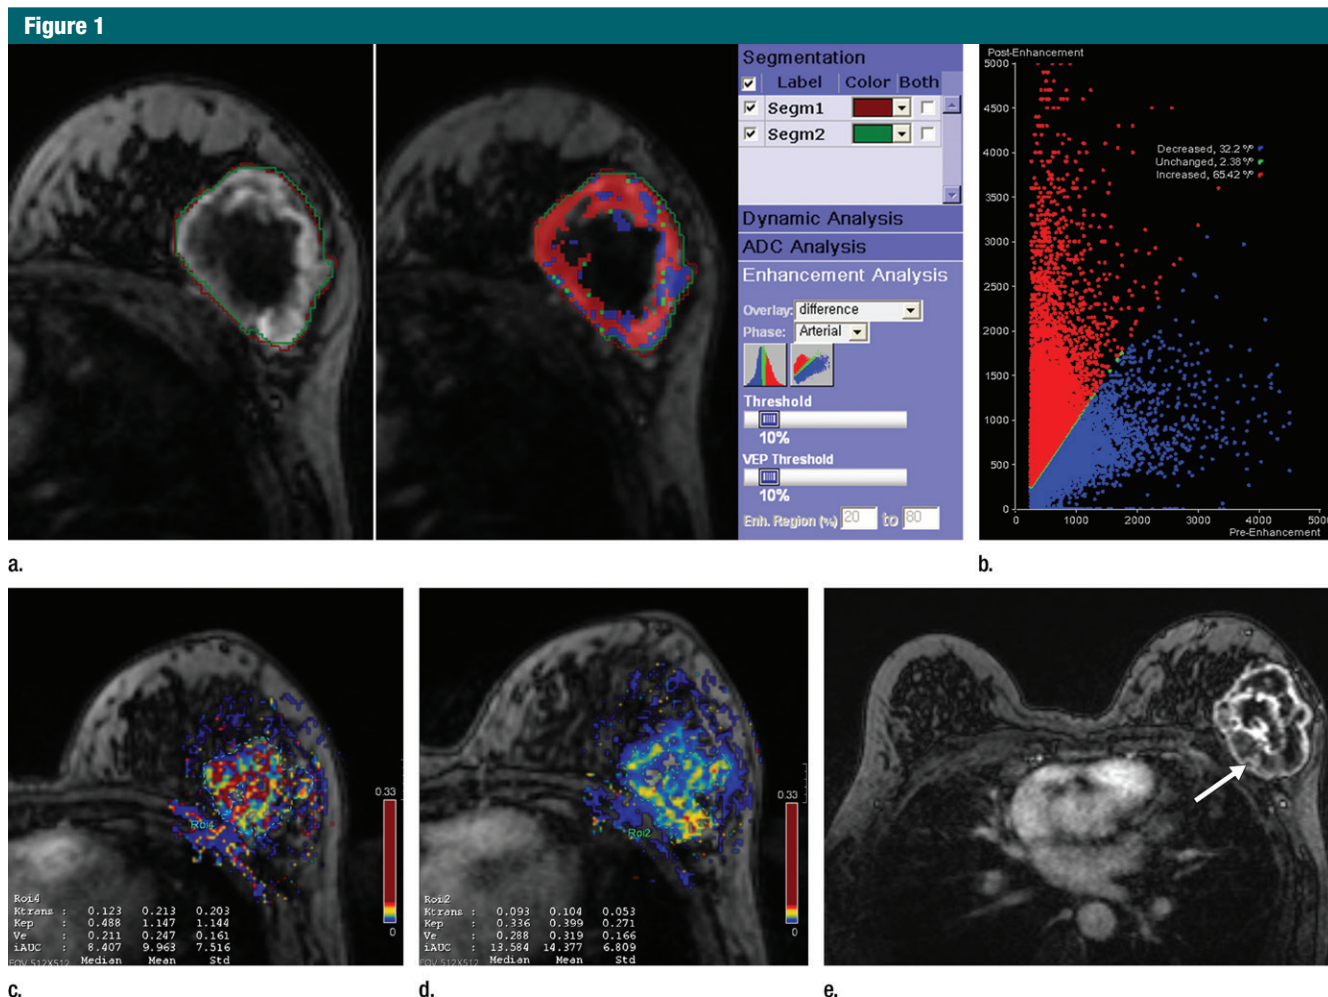 Figure 1
Segmentation
Label Color Both
Segm1
Segm2
Dynamic Analysis
ADC Analysis
Enhancement Analysis
Overlay: difference
Phase: Arterial
Threshold
10%
VEP Threshold
10%
Enh. Region (%) 20 to 80
Post-Enhancement
5000
4500
4000
3500
3000
2500
2000
1500
1000
500
0
Decreased, 32.2 %
Unchanged, 2.38 %
Increased, 65.42 %
0 1000 2000 3000 4000 5000
Pre-Enhancement
a.
b.
Roi4
0.33
0
Roi4
Ktrans : 0.123 0.213 0.203
Kep : 0.488 1.147 1.144
Ve : 0.211 0.247 0.161
iAUC : 8.407 9.963 7.516
FOV 512X512 Median Mean Std
Roi2
0.33
0
Roi2
Ktrans : 0.093 0.104 0.053
Kep : 0.336 0.399 0.271
Ve : 0.288 0.319 0.166
iAUC : 13.584 14.377 6.809
FOV 512X512 Median Mean Std
c.
d.
e.